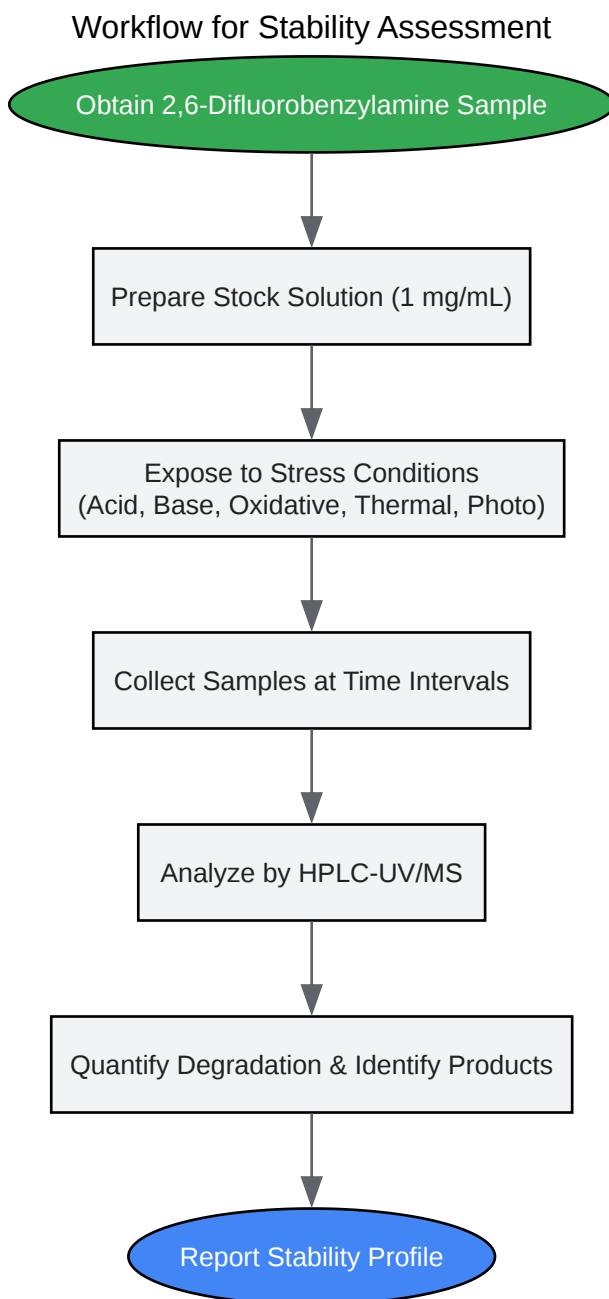 Workflow for Stability Assessment
Obtain 2,6-Difluorobenzylamine Sample
Prepare Stock Solution (1 mg/mL)
Expose to Stress Conditions
(Acid, Base, Oxidative, Thermal, Photo)
Collect Samples at Time Intervals
Analyze by HPLC-UV/MS
Quantify Degradation & Identify Products
Report Stability Profile